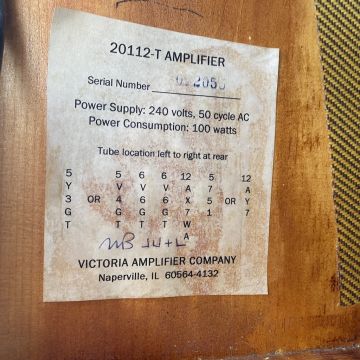 20112-T AMPLIFIER
Serial Number
Power Supply: 240 volts, 50 cycle AC
Power Consumption: 100 watts
Tube location left to right at rear
5 5 6 6 12 5 12
Y V V V A 7 A
3 OR 4 6 6 X 5 OR Y
G G G G 7 1 7
T T T T W
A
VICTORIA AMPLIFIER COMPANY
Naperville, IL 60564-4132